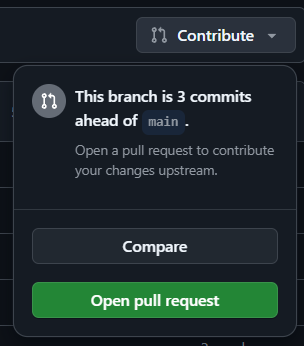 Contribute
This branch is 3 commits
ahead of main.
Open a pull request to contribute
your changes upstream.
Compare
Open pull request